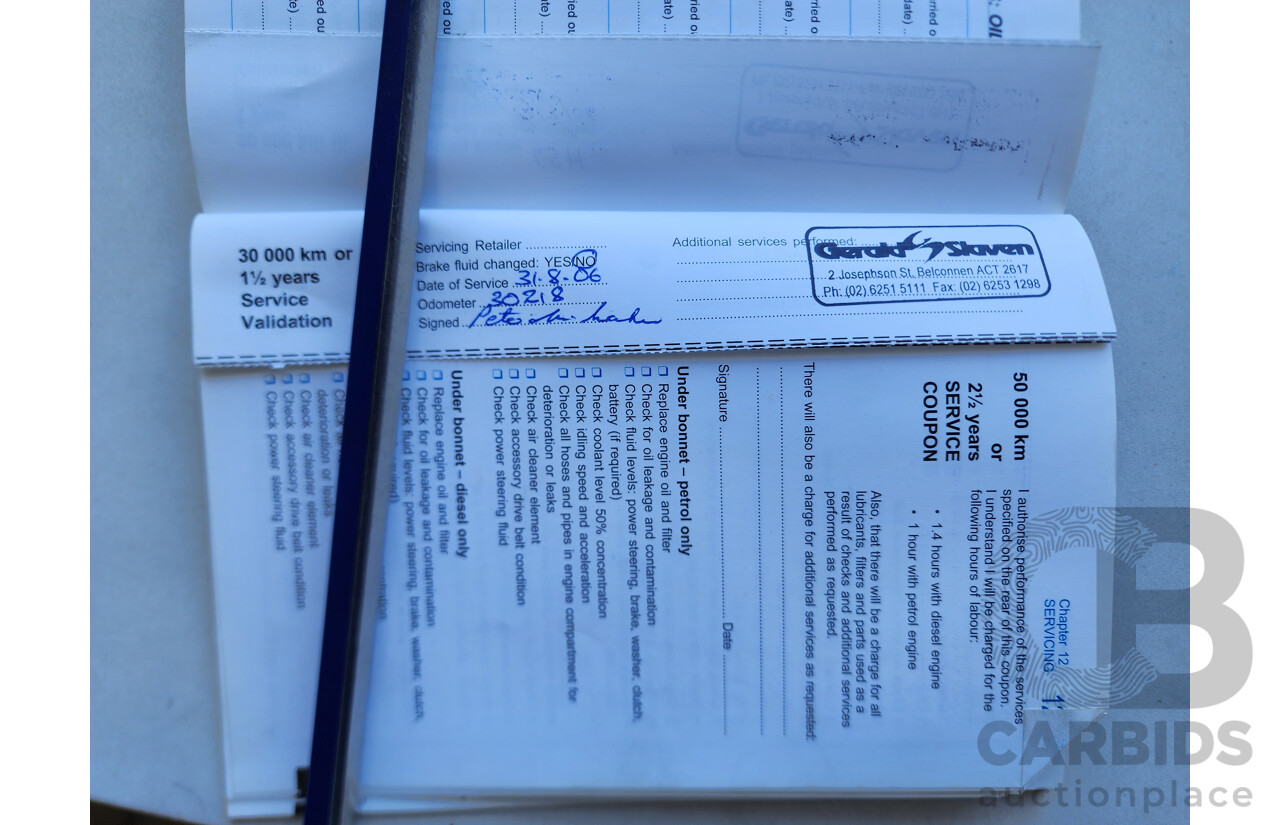 30 000 km or
1½ years
Service
Validation
Servicing Retailer
Brake fluid changed: YES/NO
Date of Service 31-8-06
Odometer 30218
Signed
Additional services performed:
Gerald Slaven
2 Josephson St, Belconnen ACT 2617
Ph: (02) 6251 5111 Fax: (02) 6253 1298
Chapter 12
SERVICING
50 000 km
or
2½ years
SERVICE
COUPON
I authorise performance of the services
specified on the rear of this coupon.
I understand I will be charged for the
following hours of labour:
• 1.4 hours with diesel engine
• 1 hour with petrol engine
Also, that there will be a charge for all
lubricants, filters and parts used as a
result of checks and additional services
performed as requested.
There will also be a charge for additional services as requested:
Signature Date
Under bonnet – petrol only
❑ Replace engine oil and filter
❑ Check for oil leakage and contamination
❑ Check fluid levels: power steering, brake, washer, clutch,
battery (if required)
❑ Check coolant level 50% concentration
❑ Check idling speed and acceleration
❑ Check all hoses and pipes in engine compartment for
deterioration or leaks
❑ Check air cleaner element
❑ Check accessory drive belt condition
❑ Check power steering fluid
Under bonnet – diesel only
❑ Replace engine oil and filter
❑ Check for oil leakage and contamination
❑ Check fluid levels: power steering, brake, washer, clutch,
deterioration or leaks
❑ Check air cleaner element
❑ Check accessory drive belt condition
❑ Check power steering fluid
CARBIDS
auctionplace